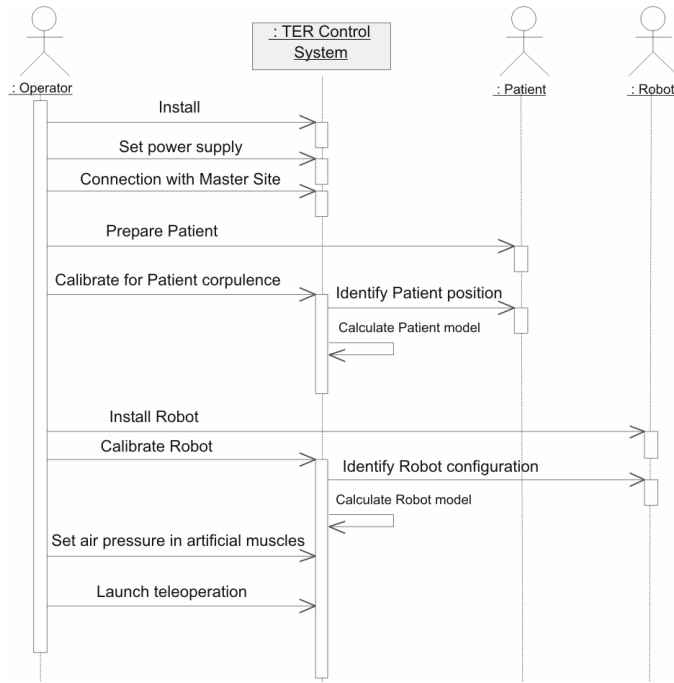 : TER Control
System
: Operator
: Patient
: Robot
Install
Set power supply
Connection with Master Site
Prepare Patient
Calibrate for Patient corpulence
Identify Patient position
Calculate Patient model
Install Robot
Calibrate Robot
Identify Robot configuration
Calculate Robot model
Set air pressure in artificial muscles
Launch teleoperation